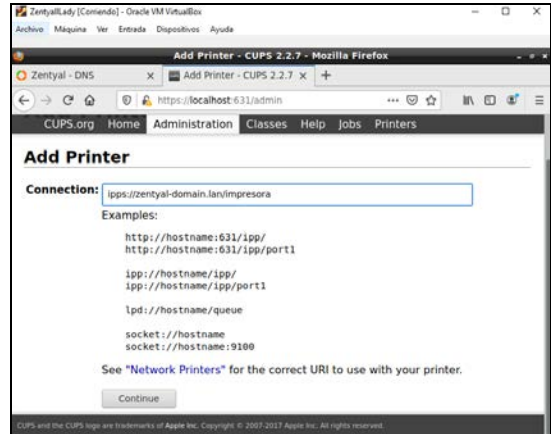 ZentyallLady [Corriendo] - Oracle VM VirtualBox
Archivo Máquina Ver Entrada Dispositivos Ayuda
Add Printer - CUPS 2.2.7 - Mozilla Firefox
Zentyal - DNS Add Printer - CUPS 2.2.7
https://localhost:631/admin
CUPS.org Home Administration Classes Help Jobs Printers
Add Printer
Connection: ipps://zentyal-domain.lan/impresora
Examples:
http://hostname:631/ipp/
http://hostname:631/ipp/port1
ipp://hostname/ipp/
ipp://hostname/ipp/port1
lpd://hostname/queue
socket://hostname
socket://hostname:9100
See "Network Printers" for the correct URI to use with your printer.
Continue
CUPS and the CUPS logo are trademarks of Apple Inc. Copyright © 2007-2017 Apple Inc. All rights reserved.